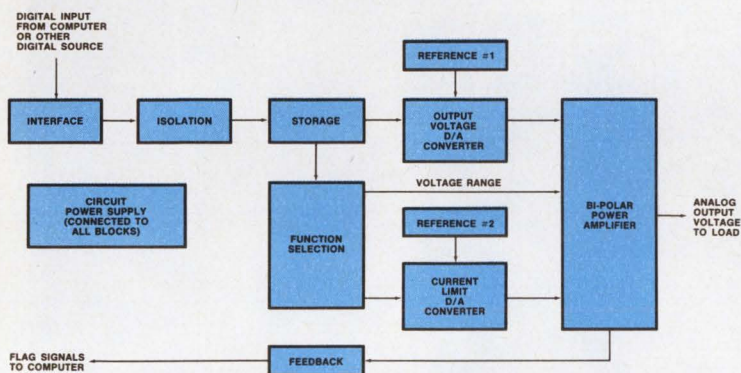 DIGITAL INPUT
FROM COMPUTER
OR OTHER
DIGITAL SOURCE
REFERENCE #1
INTERFACE
ISOLATION
STORAGE
OUTPUT
VOLTAGE
D/A
CONVERTER
CIRCUIT
POWER SUPPLY
(CONNECTED TO
ALL BLOCKS)
FUNCTION
SELECTION
VOLTAGE RANGE
REFERENCE #2
CURRENT
LIMIT
D/A
CONVERTER
BI-POLAR
POWER
AMPLIFIER
ANALOG
OUTPUT
VOLTAGE
TO LOAD
FLAG SIGNALS
TO COMPUTER
FEEDBACK